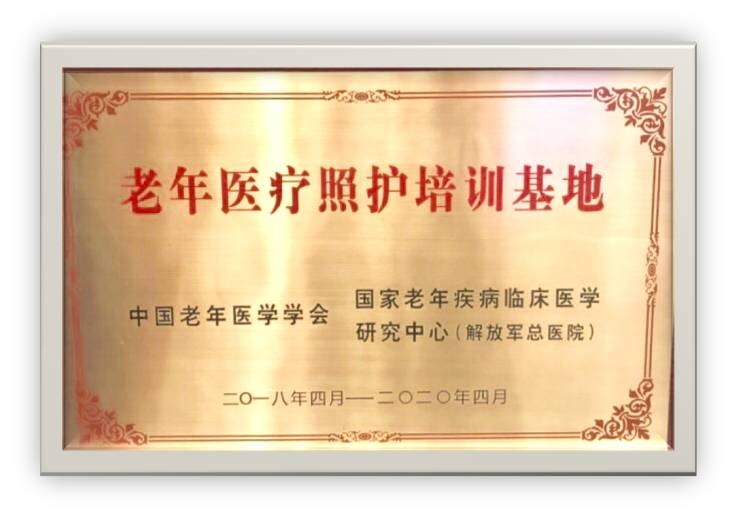 老年医疗照护培训基地
中国老年医学学会
国家老年疾病临床医学
研究中心(解放军总医院)
二〇一八年四月——二〇二〇年四月